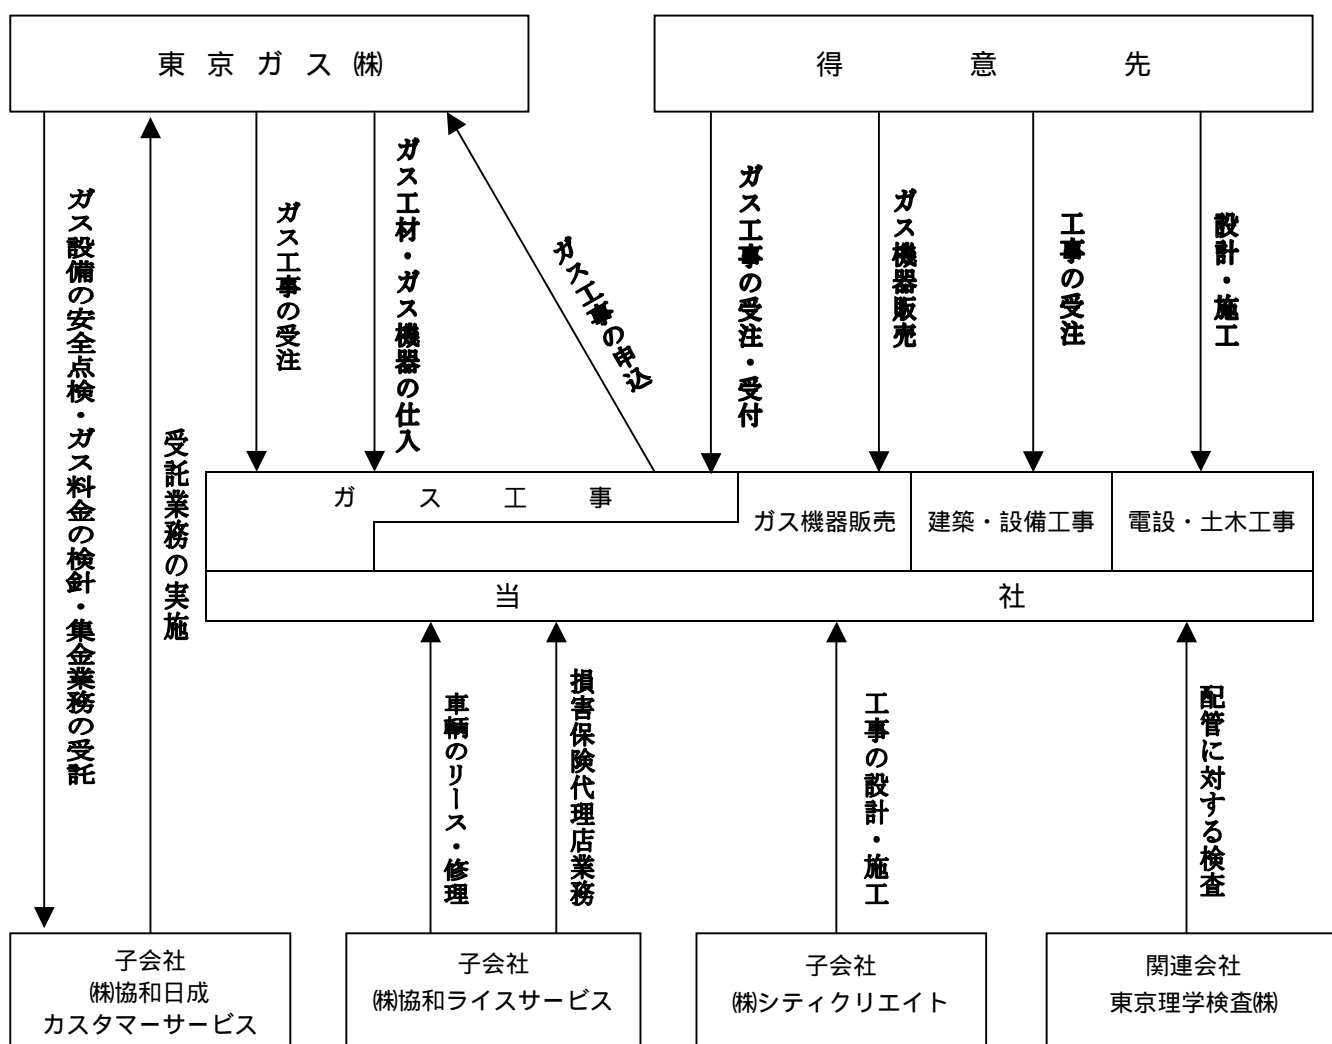 東京ガス㈱
得意先
ガス設備の安全点検・ガス料金の検針・集金業務の受託
受託業務の実施
ガス工事の受注
ガス工材・ガス機器の仕入
ガス工事の申込
ガス工事の受注・受付
ガス機器販売
工事の受注
設計・施工
ガス工事
ガス機器販売
建築・設備工事
電設・土木工事
当社
車輌のリース・修理
損害保険代理店業務
工事の設計・施工
配管に対する検査
子会社
㈱協和日成
カスタマーサービス
子会社
㈱協和ライスサービス
子会社
㈱シティクリエイト
関連会社
東京理学検査㈱